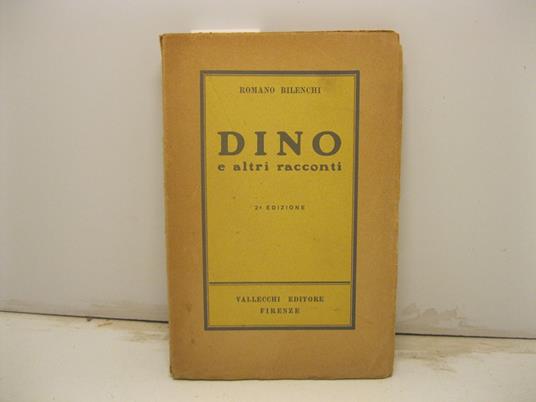 ROMANO BILENCHI
DINO
e altri racconti
2ª EDIZIONE
VALLECCHI EDITORE
FIRENZE